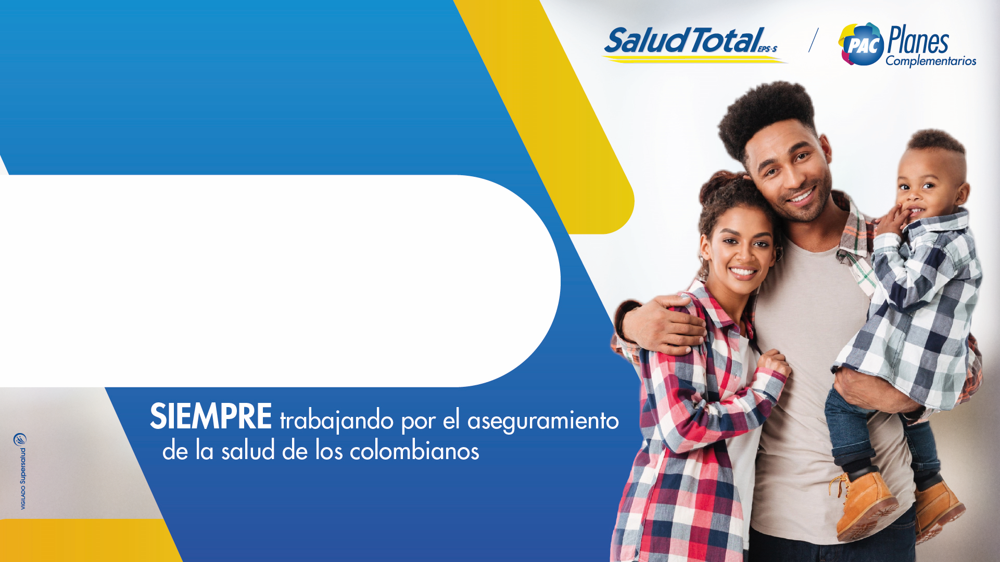 SaludTotal EPS-S
PAC Planes
Complementarios
SIEMPRE trabajando por el aseguramiento
de la salud de los colombianos
VIGILADO Supersalud